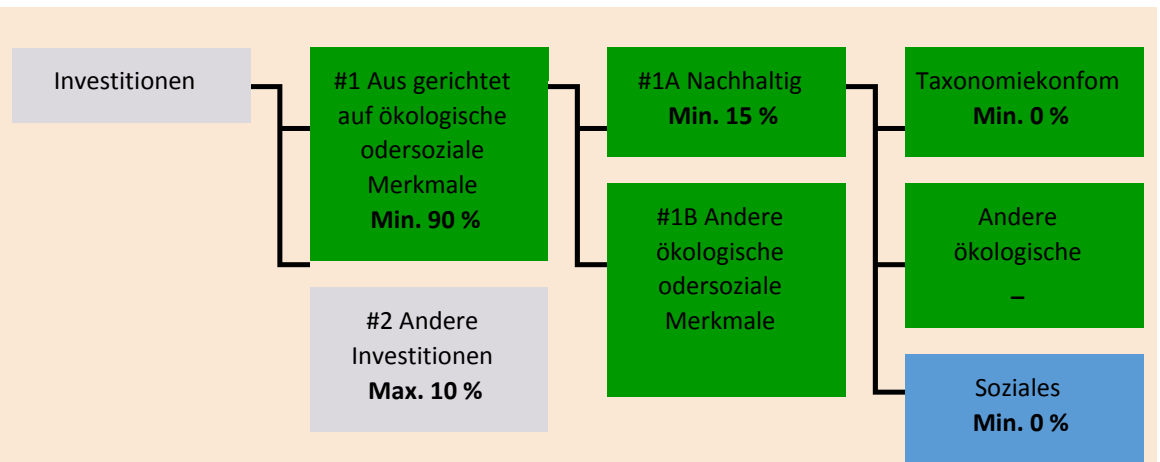 Investitionen
#1 Aus gerichtet
auf ökologische
odersoziale
Merkmale
Min. 90 %
#2 Andere
Investitionen
Max. 10 %
#1A Nachhaltig
Min. 15 %
#1B Andere
ökologische
odersoziale
Merkmale
Taxonomiekonfom
Min. 0 %
Andere
ökologische
–
Soziales
Min. 0 %